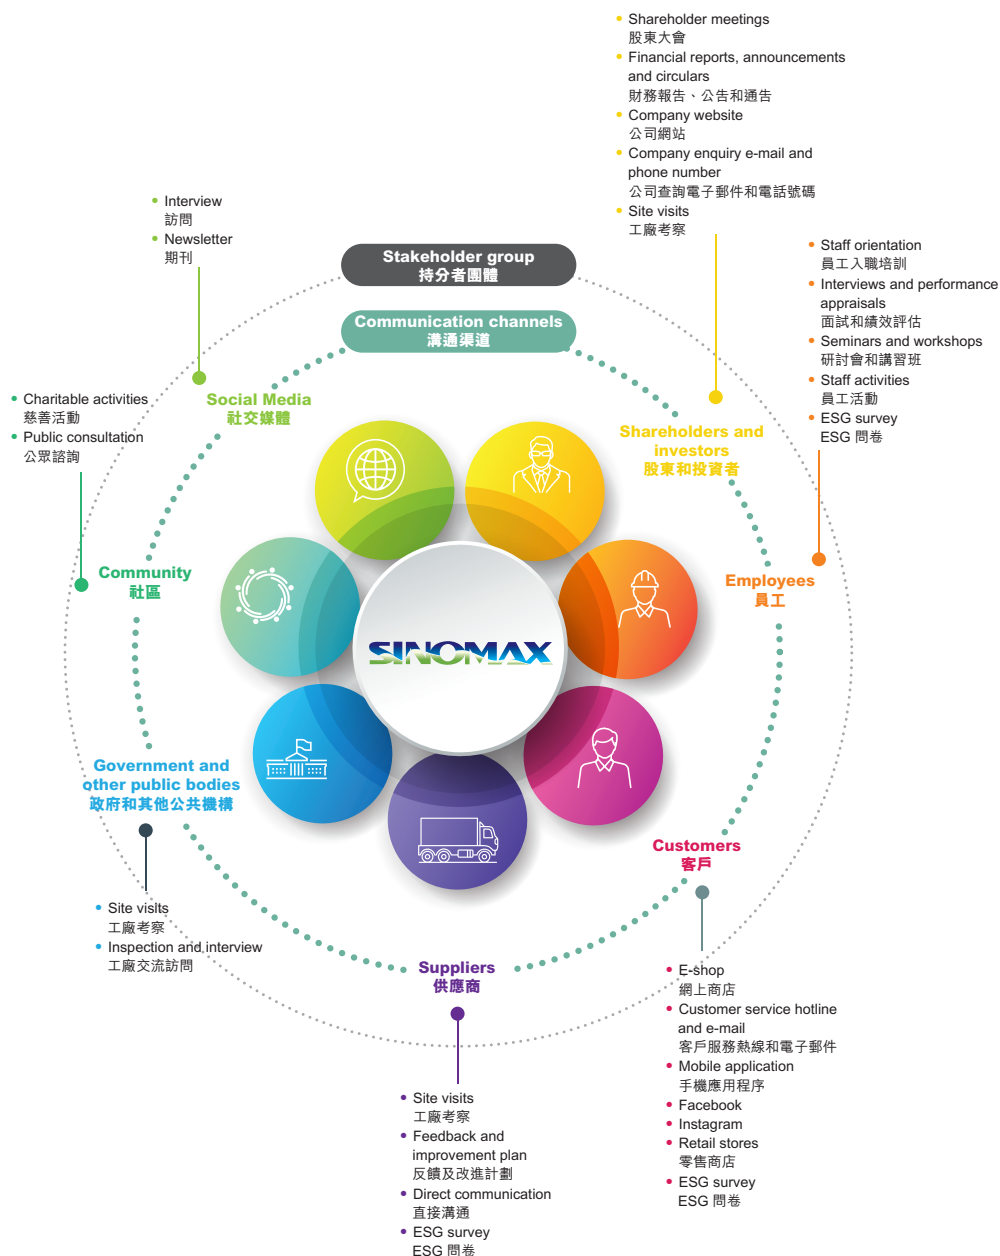 Shareholder meetings
股東大會
Financial reports, announcements
and circulars
財務報告、公告和通告
Company website
公司網站
Company enquiry e-mail and
phone number
公司查詢電子郵件和電話號碼
Site visits
工廠考察
Interview
訪問
Newsletter
期刊
Stakeholder group
持分者團體
Communication channels
溝通渠道
Staff orientation
員工入職培訓
Interviews and performance
appraisals
面試和績效評估
Seminars and workshops
研討會和講習班
Staff activities
員工活動
ESG survey
ESG 問卷
Social Media
社交媒體
Charitable activities
慈善活動
Public consultation
公眾諮詢
Shareholders and
investors
股東和投資者
Community
社區
Employees
員工
SINOMAX
Government and
other public bodies
政府和其他公共機構
Customers
客戶
Site visits
工廠考察
Inspection and interview
工廠交流訪問
Suppliers
供應商
E-shop
網上商店
Customer service hotline
and e-mail
客戶服務熱線和電子郵件
Mobile application
手機應用程序
Facebook
Instagram
Retail stores
零售商店
ESG survey
ESG 問卷
Site visits
工廠考察
Feedback and
improvement plan
反饋及改進計劃
Direct communication
直接溝通
ESG survey
ESG 問卷